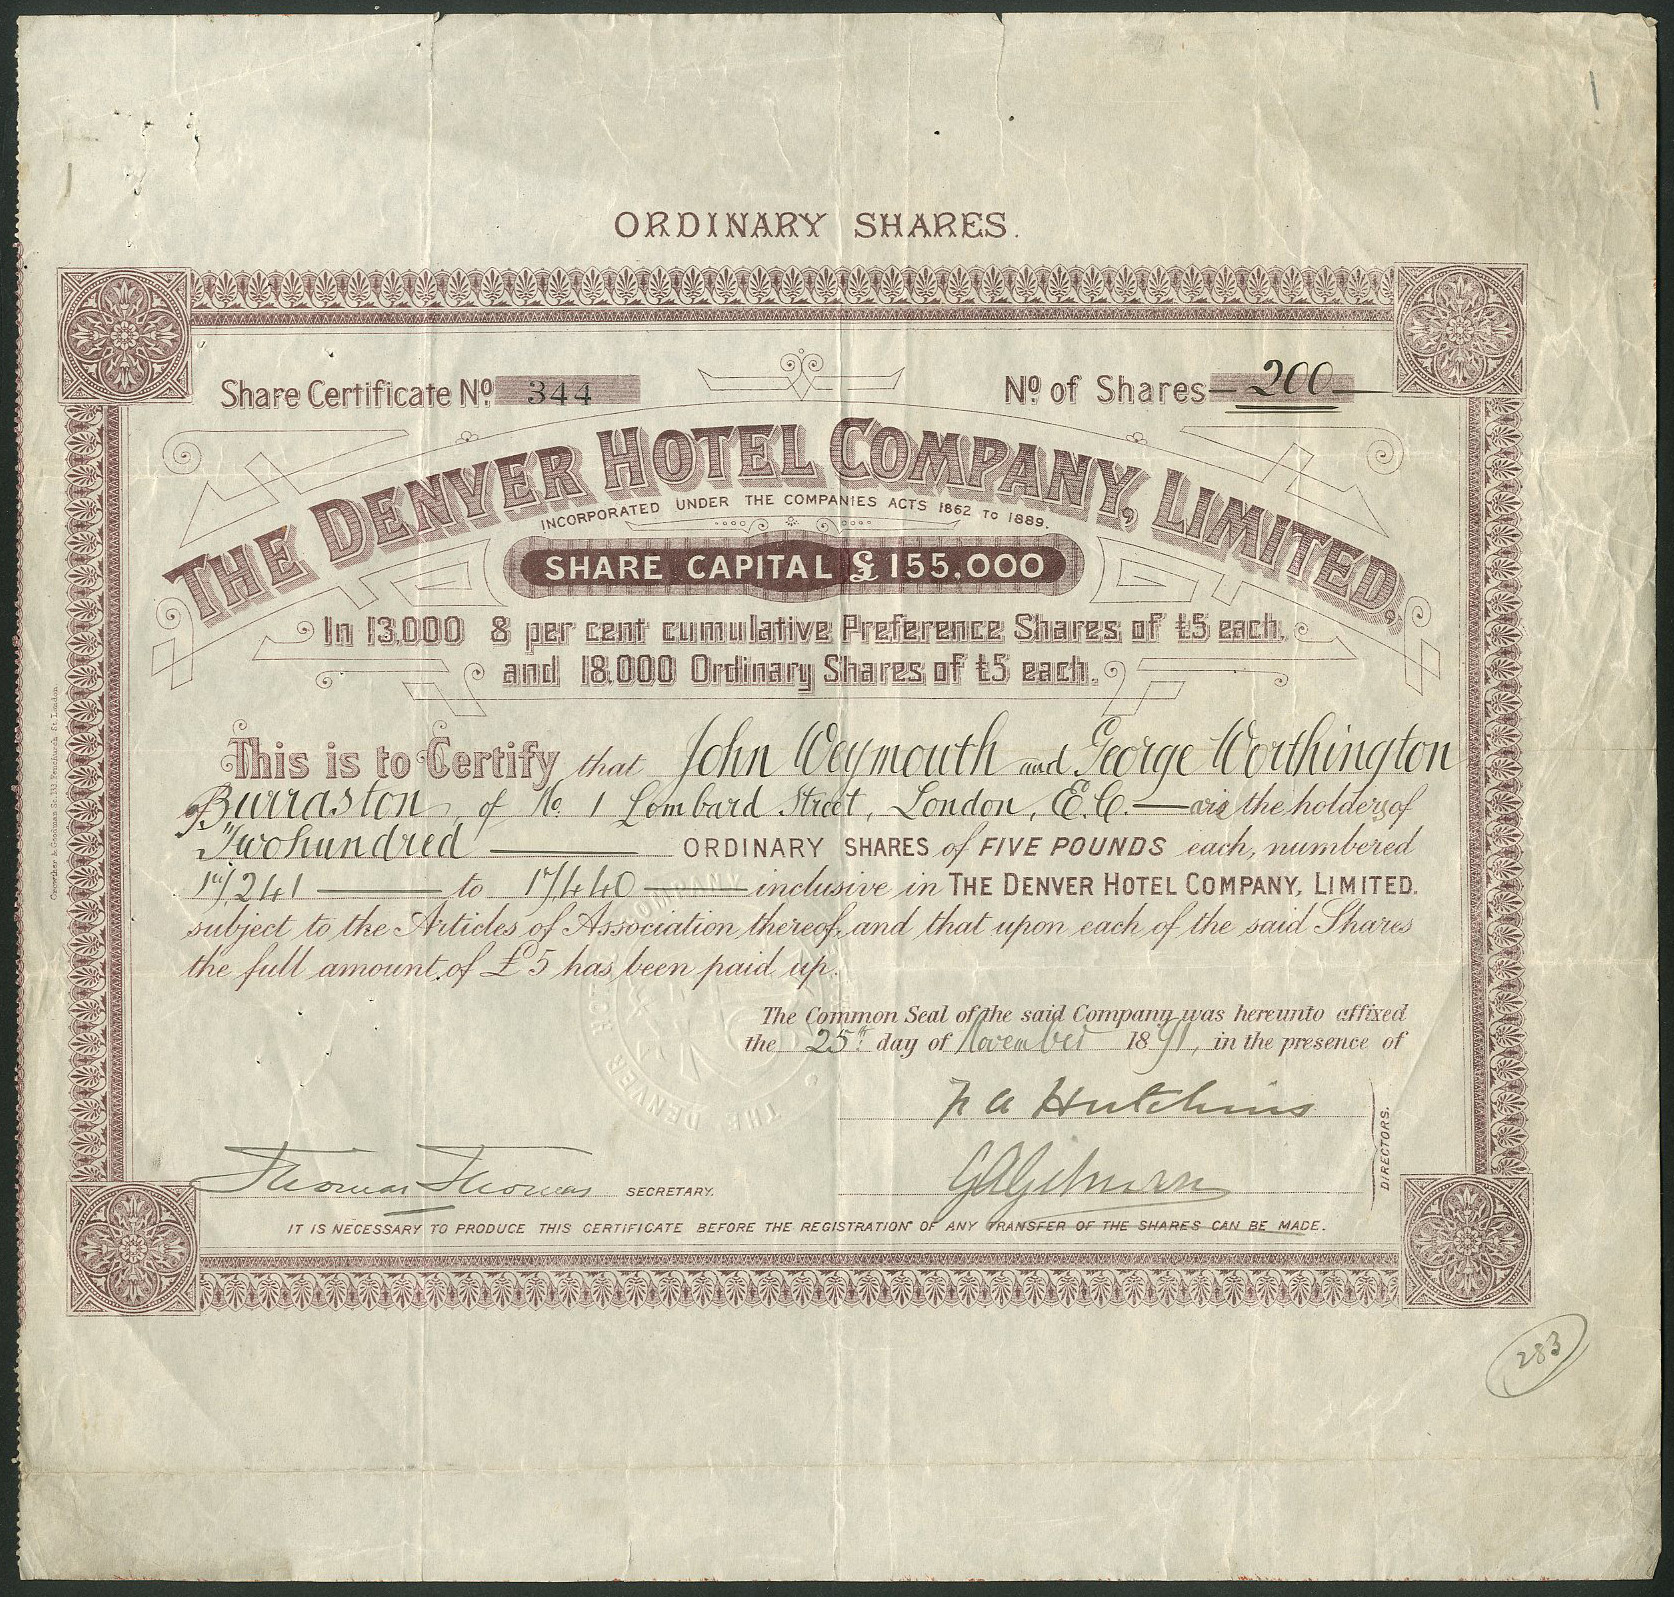 ORDINARY SHARES.
Share Certificate No. 344
No. of Shares 200
THE DENVER HOTEL COMPANY, LIMITED.
INCORPORATED UNDER THE COMPANIES ACTS 1862 TO 1889.
SHARE CAPITAL £155,000
In 13,000 8 per cent cumulative Preference Shares of £5 each,
and 18,000 Ordinary Shares of £5 each.
This is to Certify that John Weymouth and George Worthington
Burraston of No. 1 Lombard Street, London, E.C. — are the holders of
Two hundred — ORDINARY SHARES of FIVE POUNDS each, numbered
17,241 — to 17,440 — inclusive in THE DENVER HOTEL COMPANY, LIMITED.
subject to the Articles of Association thereof, and that upon each of the said Shares
the full amount of £5 has been paid up.
The Common Seal of the said Company was hereunto affixed
the 25th day of November 1891, in the presence of
Hutchins
DIRECTORS.
Thomas Thomas SECRETARY.
IT IS NECESSARY TO PRODUCE THIS CERTIFICATE BEFORE THE REGISTRATION OF ANY TRANSFER OF THE SHARES CAN BE MADE.
THE DENVER HOTEL COMPANY
283